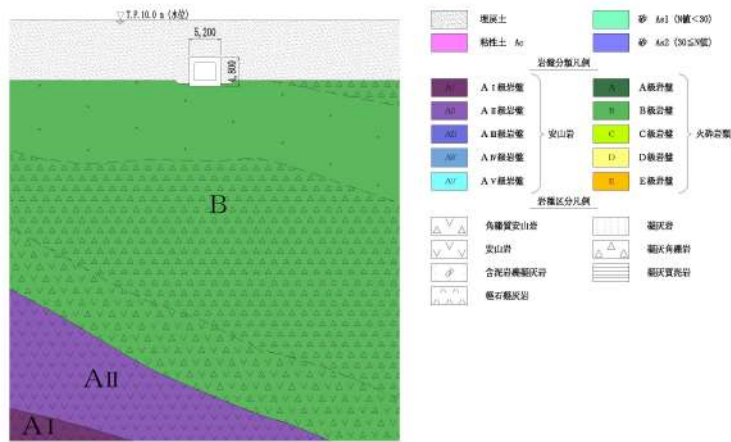 T.P.10.0 m (水位)
5,200
4,800
B
AⅡ
AⅠ
埋戻土
砂 As1 (N値<30)
粘性土 Ac
砂 As2 (30≦N値)
岩盤分類凡例
AⅠ AⅠ級岩盤
A A級岩盤
AⅡ AⅡ級岩盤
B B級岩盤
AⅢ AⅢ級岩盤
安山岩
C C級岩盤
火砕岩類
AⅣ AⅣ級岩盤
D D級岩盤
AⅤ AⅤ級岩盤
E E級岩盤
岩種区分凡例
角礫質安山岩
凝灰岩
安山岩
凝灰角礫岩
含泥岩礫凝灰岩
凝灰質泥岩
軽石凝灰岩